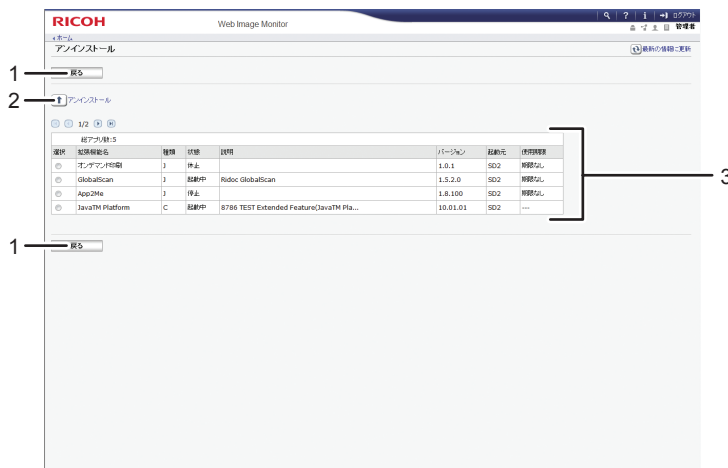 RICOH
Web Image Monitor
? i ログアウト
管理者
ホーム
アンインストール
最新の情報に更新
1
戻る
2
アンインストール
1/2
総アプリ数:5
選択 拡張機能名 種類 状態 説明 バージョン 起動元 使用期限
オンデマンド印刷 J 休止 1.0.1 SD2 期限なし
GlobalScan J 起動中 Ridoc GlobalScan 1.5.2.0 SD2 期限なし
App2Me J 停止 1.8.100 SD2 期限なし
JavaTM Platform C 起動中 8786 TEST Extended Feature(JavaTM Pla... 10.01.01 SD2 ---
3
1
戻る